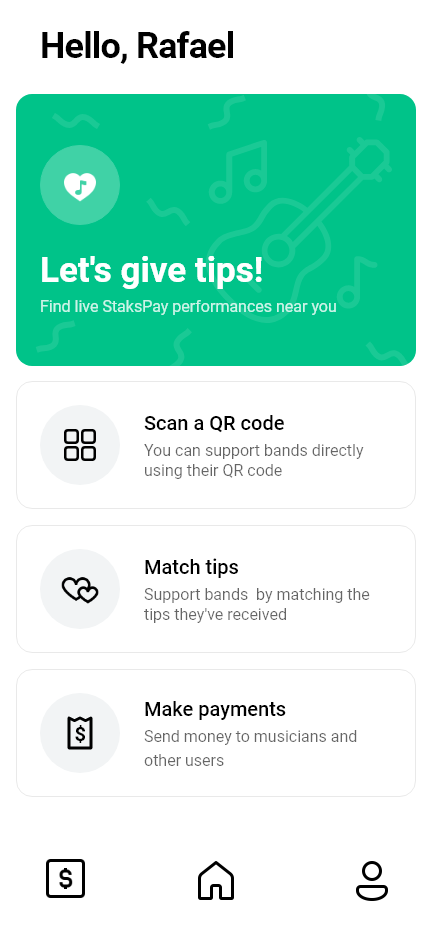 Hello, Rafael
Let's give tips!
Find live StaksPay performances near you
Scan a QR code
You can support bands directly
using their QR code
Match tips
Support bands  by matching the
tips they've received
Make payments
Send money to musicians and
other users